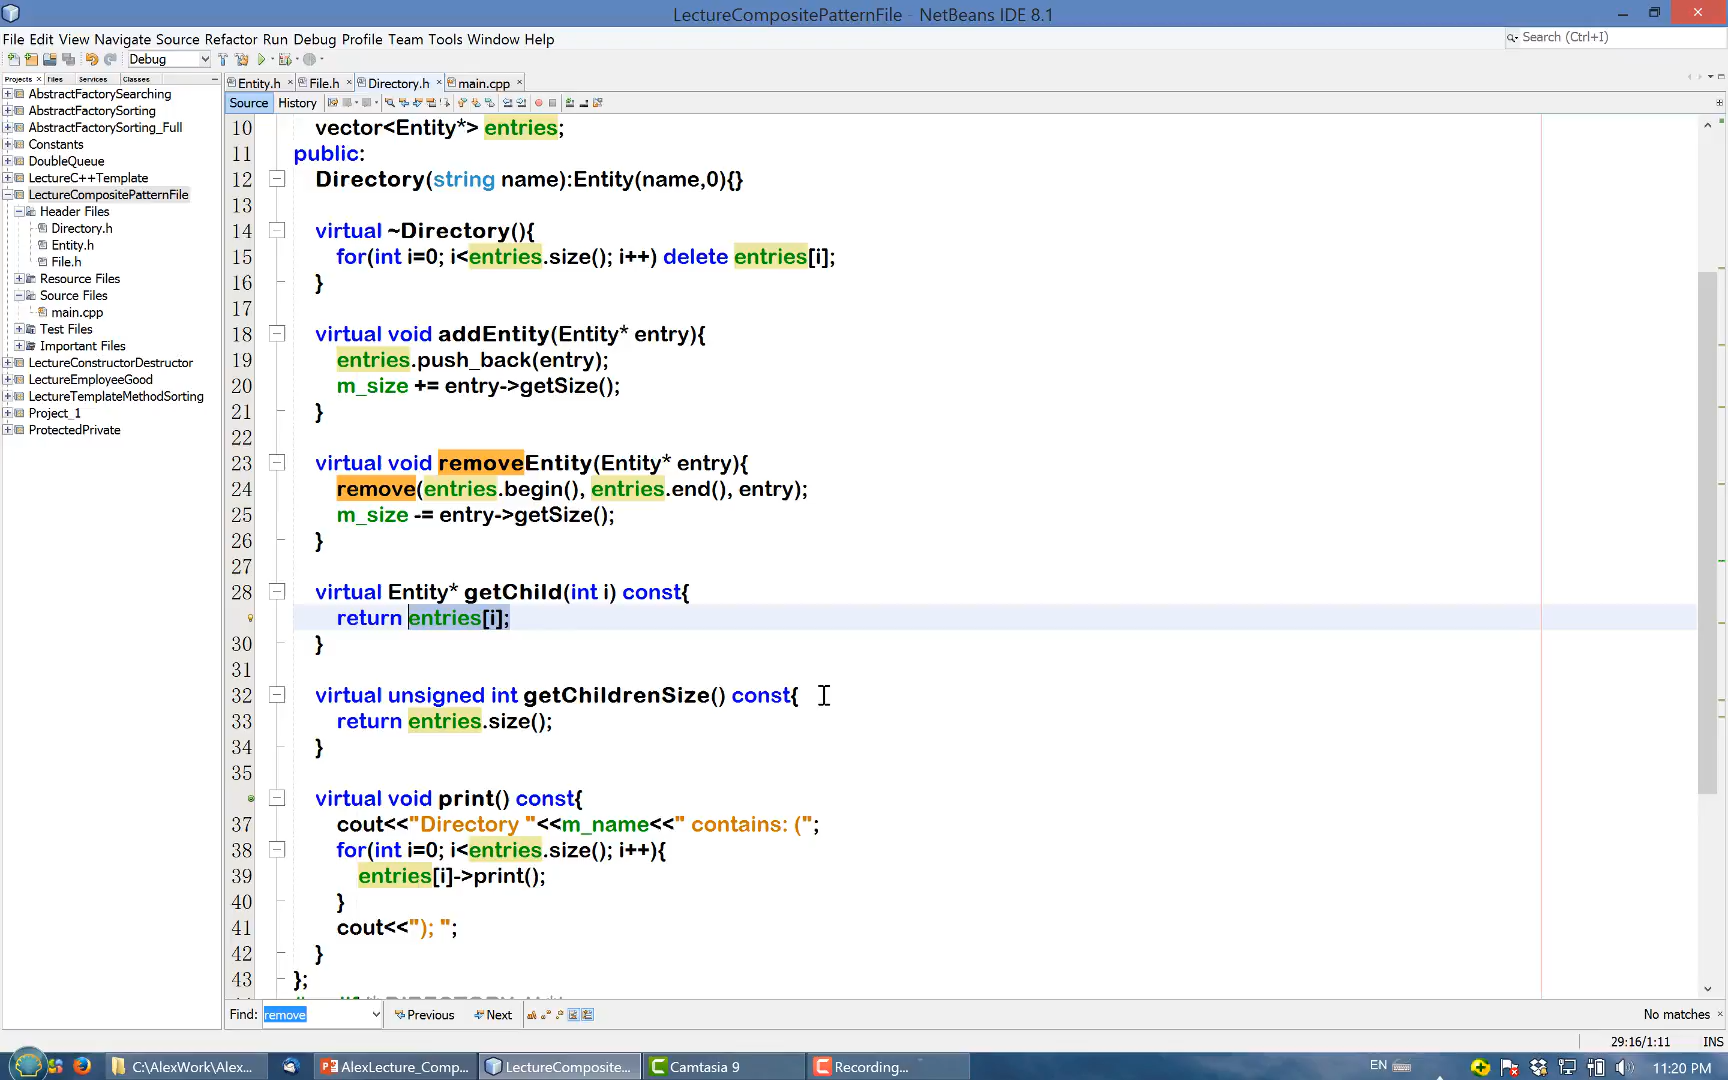 LectureCompositePatternFile - NetBeans IDE 8.1
File Edit View Navigate Source Refactor Run Debug Profile Team Tools Window Help
Search (Ctrl+I)
Debug
Projects Files Services Classes
Entity.h File.h Directory.h main.cpp
Source History
AbstractFactorySearching
AbstractFactorySorting
AbstractFactorySorting_Full
Constants
DoubleQueue
LectureC++Template
LectureCompositePatternFile
Header Files
Directory.h
Entity.h
File.h
Resource Files
Source Files
main.cpp
Test Files
Important Files
LectureConstructorDestructor
LectureEmployeeGood
LectureTemplateMethodSorting
Project_1
ProtectedPrivate
10 vector<Entity*> entries;
11 public:
12 Directory(string name):Entity(name,0){}
13
14 virtual ~Directory(){
15 for(int i=0; i<entries.size(); i++) delete entries[i];
16 }
17
18 virtual void addEntity(Entity* entry){
19 entries.push_back(entry);
20 m_size += entry->getSize();
21 }
22
23 virtual void removeEntity(Entity* entry){
24 remove(entries.begin(), entries.end(), entry);
25 m_size -= entry->getSize();
26 }
27
28 virtual Entity* getChild(int i) const{
return entries[i];
30 }
31
32 virtual unsigned int getChildrenSize() const{
33 return entries.size();
34 }
35
virtual void print() const{
37 cout<<"Directory "<<m_name<<" contains: (";
38 for(int i=0; i<entries.size(); i++){
39 entries[i]->print();
40 }
41 cout<<"); ";
42 }
43 };
Find: remove Previous Next No matches
29:16/1:11 INS
C:\AlexWork\Alex... AlexLecture_Comp... LectureComposite... Camtasia 9 Recording... EN 11:20 PM